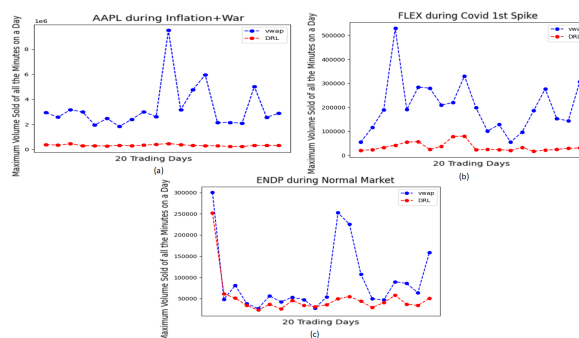 AAPL during Inflation+War
1e6
Maximum Volume Sold of all the Minutes on a Day
8
6
4
2
0
vwap
DRL
20 Trading Days
(a)
FLEX during Covid 1st Spike
Maximum Volume Sold of all the Minutes on a Day
500000
400000
300000
200000
100000
0
vwap
DRL
20 Trading Days
(b)
ENDP during Normal Market
Maximum Volume Sold of all the Minutes on a Day
300000
250000
200000
150000
100000
50000
vwap
DRL
20 Trading Days
(c)